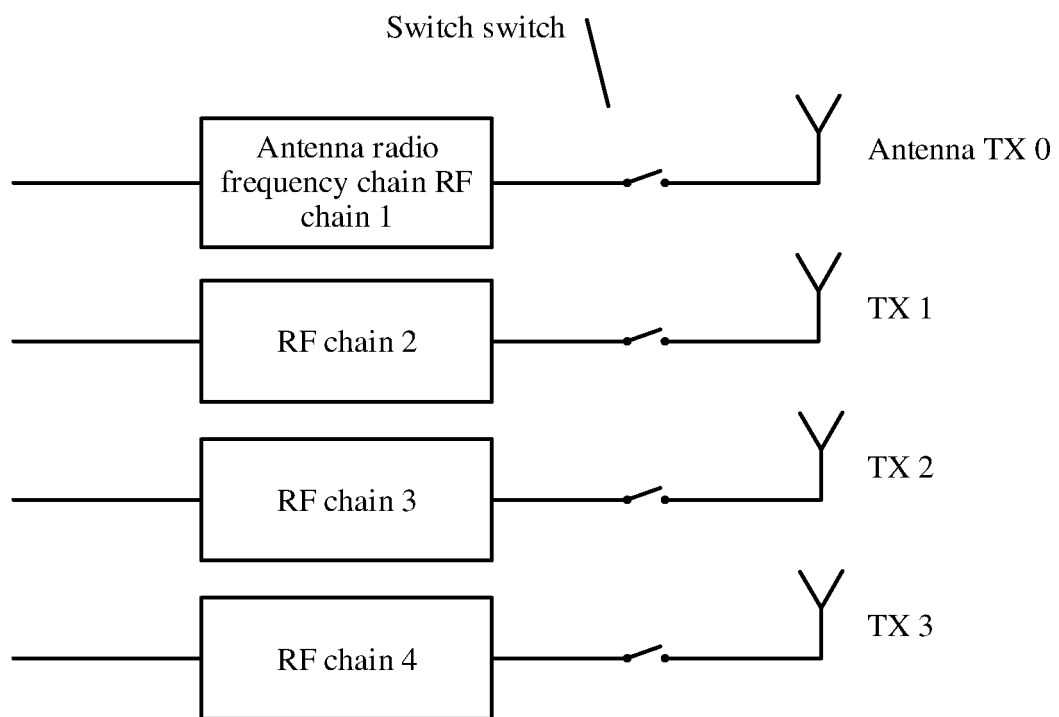 Switch switch
Antenna radio
frequency chain RF
chain 1
Antenna TX 0
RF chain 2
TX 1
RF chain 3
TX 2
RF chain 4
TX 3